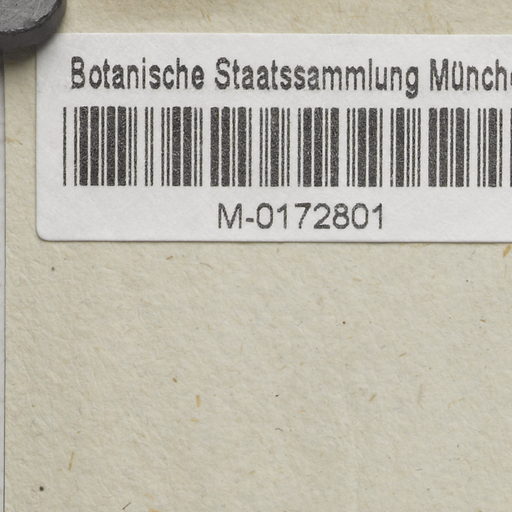 Botanische Staatssammlung Münch
M-0172801